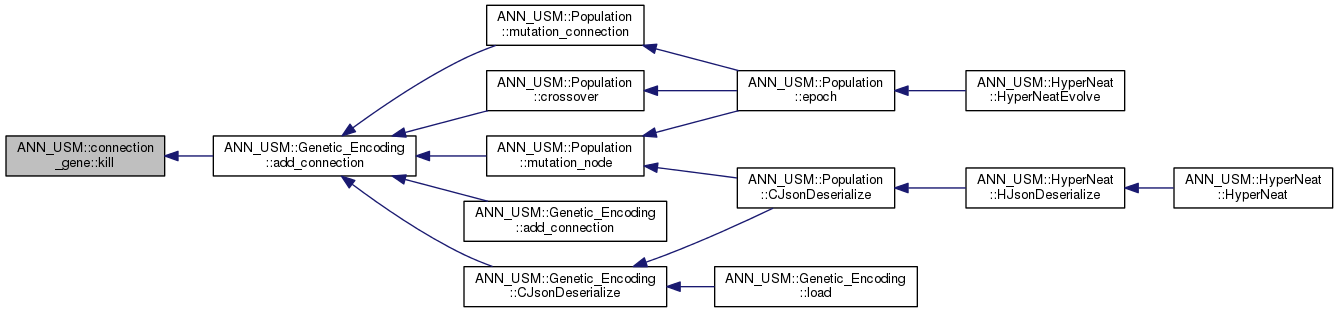 ANN_USM::connection
_gene::kill
ANN_USM::Genetic_Encoding
::add_connection
ANN_USM::Population
::mutation_connection
ANN_USM::Population
::crossover
ANN_USM::Population
::mutation_node
ANN_USM::Genetic_Encoding
::add_connection
ANN_USM::Genetic_Encoding
::CJsonDeserialize
ANN_USM::Population
::epoch
ANN_USM::Population
::CJsonDeserialize
ANN_USM::Genetic_Encoding
::load
ANN_USM::HyperNeat
::HyperNeatEvolve
ANN_USM::HyperNeat
::HJsonDeserialize
ANN_USM::HyperNeat
::HyperNeat